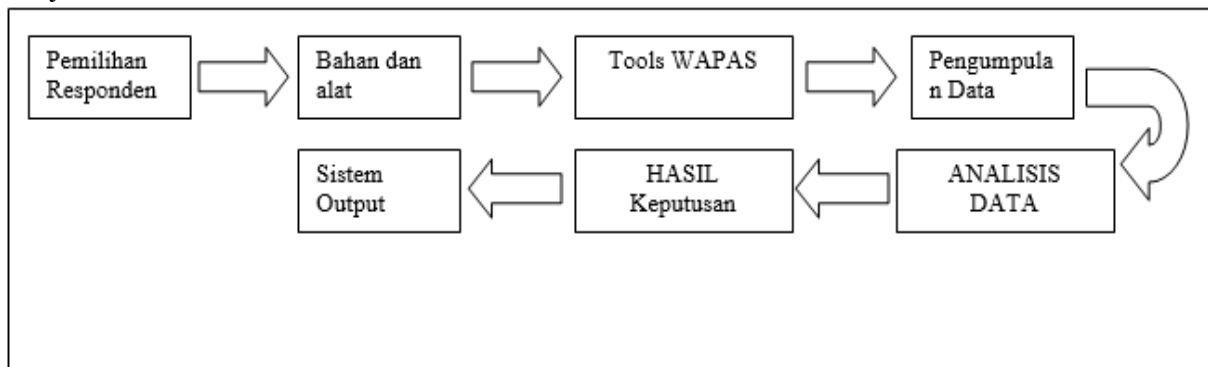 Pemilihan
Responden
Bahan dan
alat
Tools WAPAS
Pengumpula
n Data
ANALISIS
DATA
HASIL
Keputusan
Sistem
Output